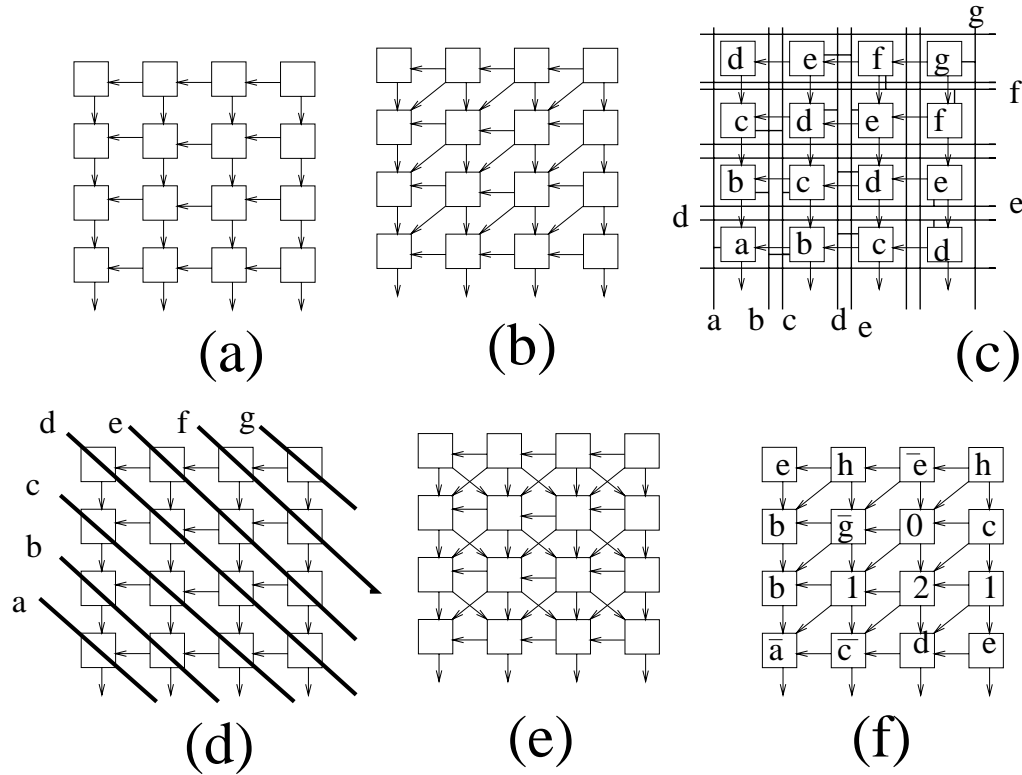 (a)
(b)
g
d e f g
f
c d e f
b c d e
e
d
a b c d
a b c d e
(c)
d e f g
c
b
a
(d)
(e)
e h e̅ h
b g̅ 0 c
b 1 2 1
a̅ c̅ d e
(f)